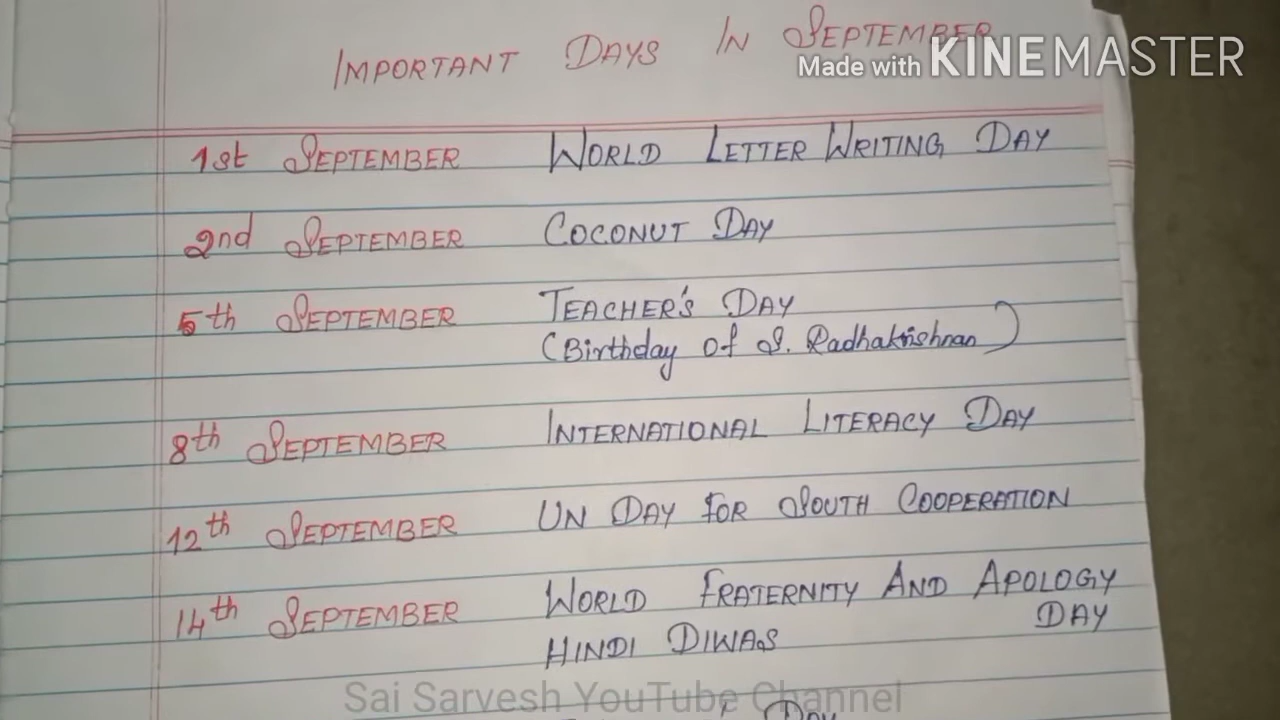 IMPORTANT DAYS IN SEPTEMBER
Made with KINEMASTER
1st SEPTEMBER WORLD LETTER WRITING DAY
2nd SEPTEMBER COCONUT DAY
5th SEPTEMBER TEACHER'S DAY
(Birthday of S. Radhakrishnan)
8th SEPTEMBER INTERNATIONAL LITERACY DAY
12th SEPTEMBER UN DAY FOR SOUTH COOPERATION
14th SEPTEMBER WORLD FRATERNITY AND APOLOGY
DAY
HINDI DIWAS
Sai Sarvesh YouTube Channel
DAY